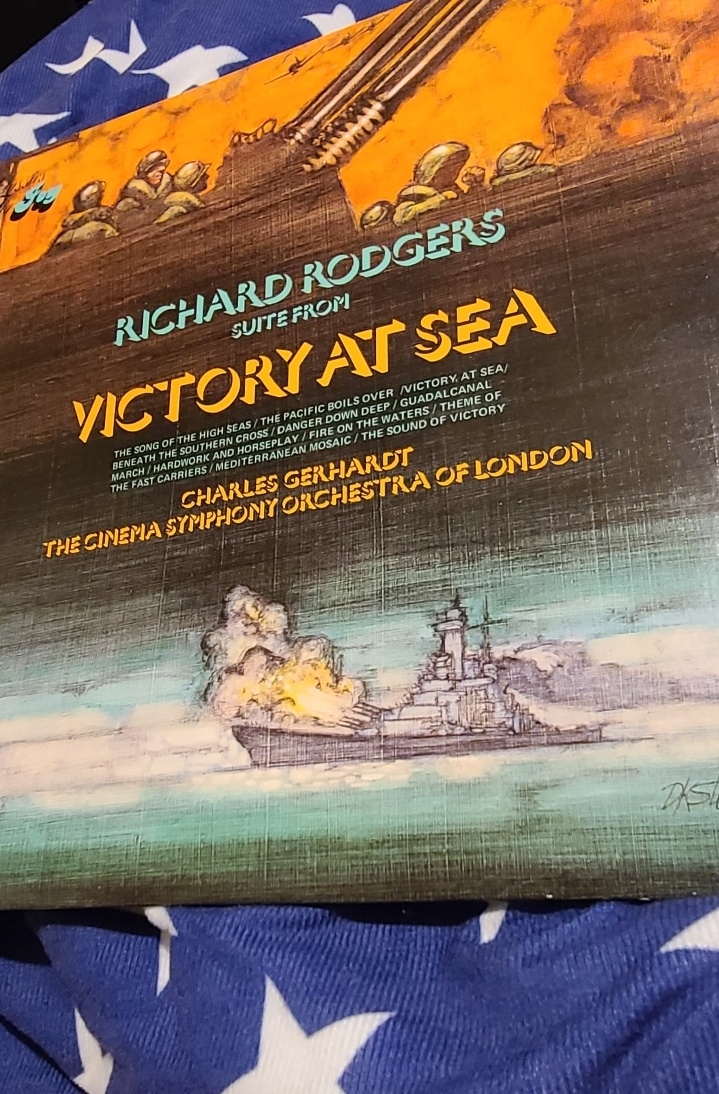 RICHARD RODGERS
SUITE FROM
VICTORY AT SEA
THE SONG OF THE HIGH SEAS / THE PACIFIC BOILS OVER /VICTORY AT SEA/
BENEATH THE SOUTHERN CROSS / DANGER DOWN DEEP / GUADALCANAL
MARCH / HARDWORK AND HORSEPLAY / FIRE ON THE WATERS / THEME OF
THE FAST CARRIERS / MEDITERRANEAN MOSAIC / THE SOUND OF VICTORY
CHARLES GERHARDT
THE CINEMA SYMPHONY ORCHESTRA OF LONDON